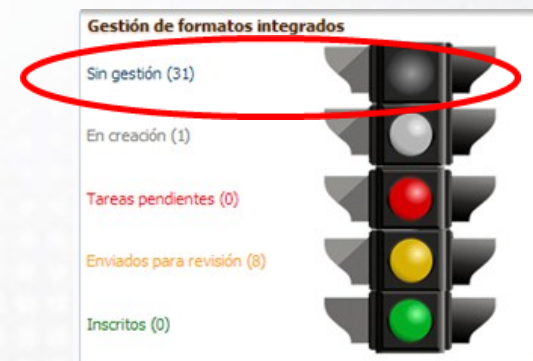 Gestión de formatos integrados
Sin gestión (31)
En creación (1)
Tareas pendientes (0)
Enviados para revisión (8)
Inscritos (0)